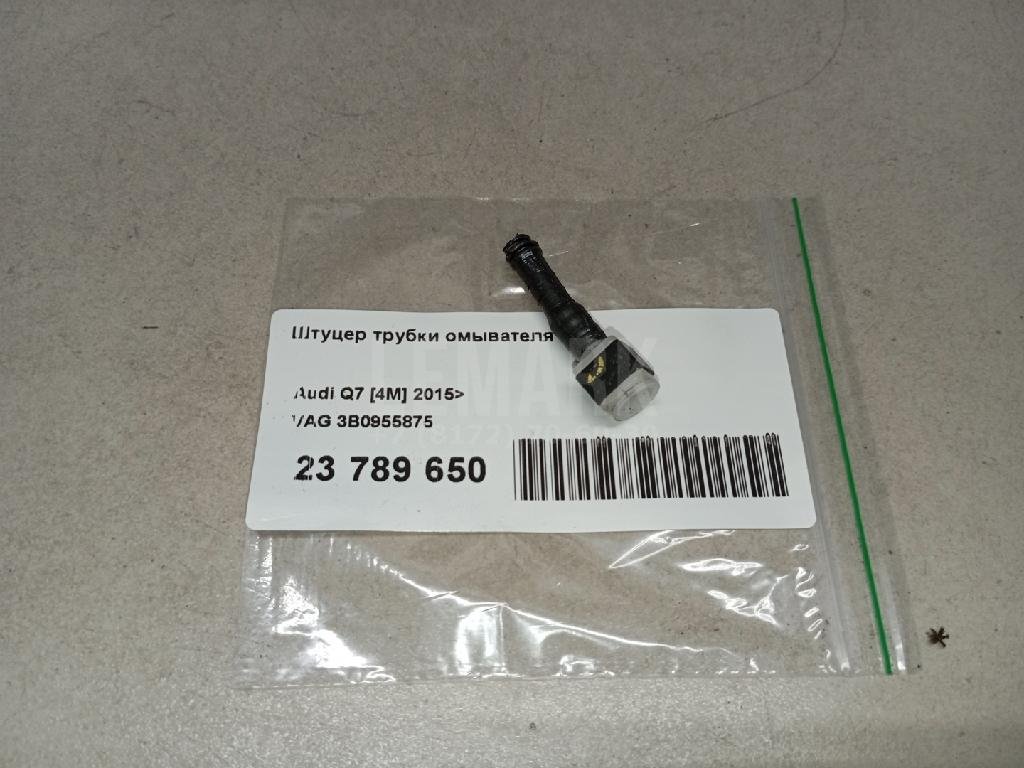 Штуцер трубки омывателя
Audi Q7 [4M] 2015>
VAG 3B0955875
23 789 650